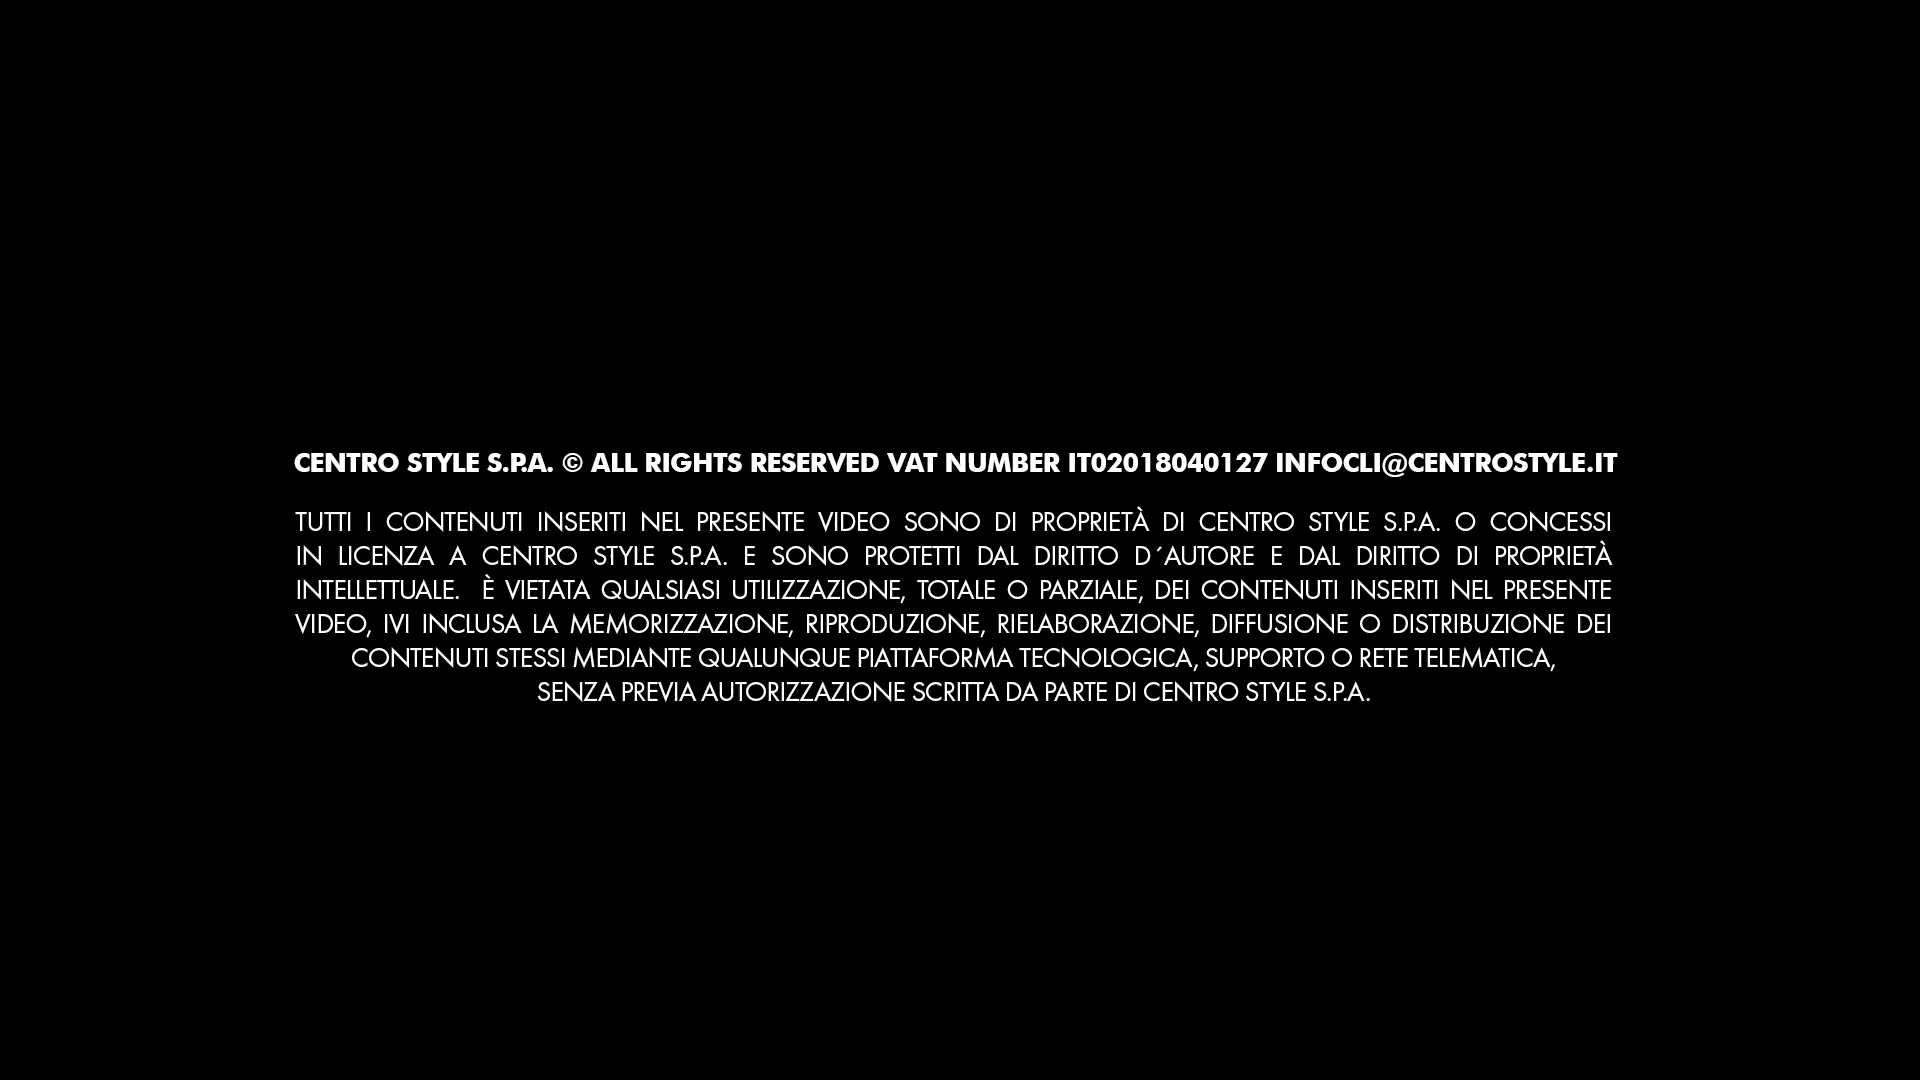 CENTRO STYLE S.P.A. © ALL RIGHTS RESERVED VAT NUMBER IT02018040127 INFOCLI@CENTROSTYLE.IT
TUTTI I CONTENUTI INSERITI NEL PRESENTE VIDEO SONO DI PROPRIETÀ DI CENTRO STYLE S.P.A. O CONCESSI
IN LICENZA A CENTRO STYLE S.P.A. E SONO PROTETTI DAL DIRITTO D´AUTORE E DAL DIRITTO DI PROPRIETÀ
INTELLETTUALE. È VIETATA QUALSIASI UTILIZZAZIONE, TOTALE O PARZIALE, DEI CONTENUTI INSERITI NEL PRESENTE
VIDEO, IVI INCLUSA LA MEMORIZZAZIONE, RIPRODUZIONE, RIELABORAZIONE, DIFFUSIONE O DISTRIBUZIONE DEI
CONTENUTI STESSI MEDIANTE QUALUNQUE PIATTAFORMA TECNOLOGICA, SUPPORTO O RETE TELEMATICA,
SENZA PREVIA AUTORIZZAZIONE SCRITTA DA PARTE DI CENTRO STYLE S.P.A.